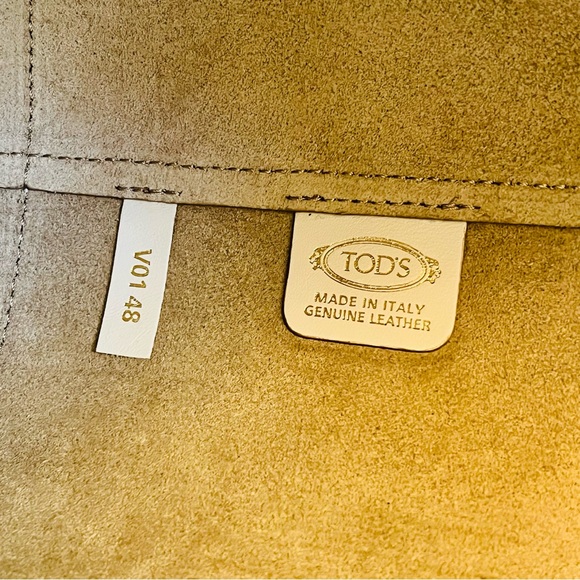 V0148
TOD'S
MADE IN ITALY
GENUINE LEATHER